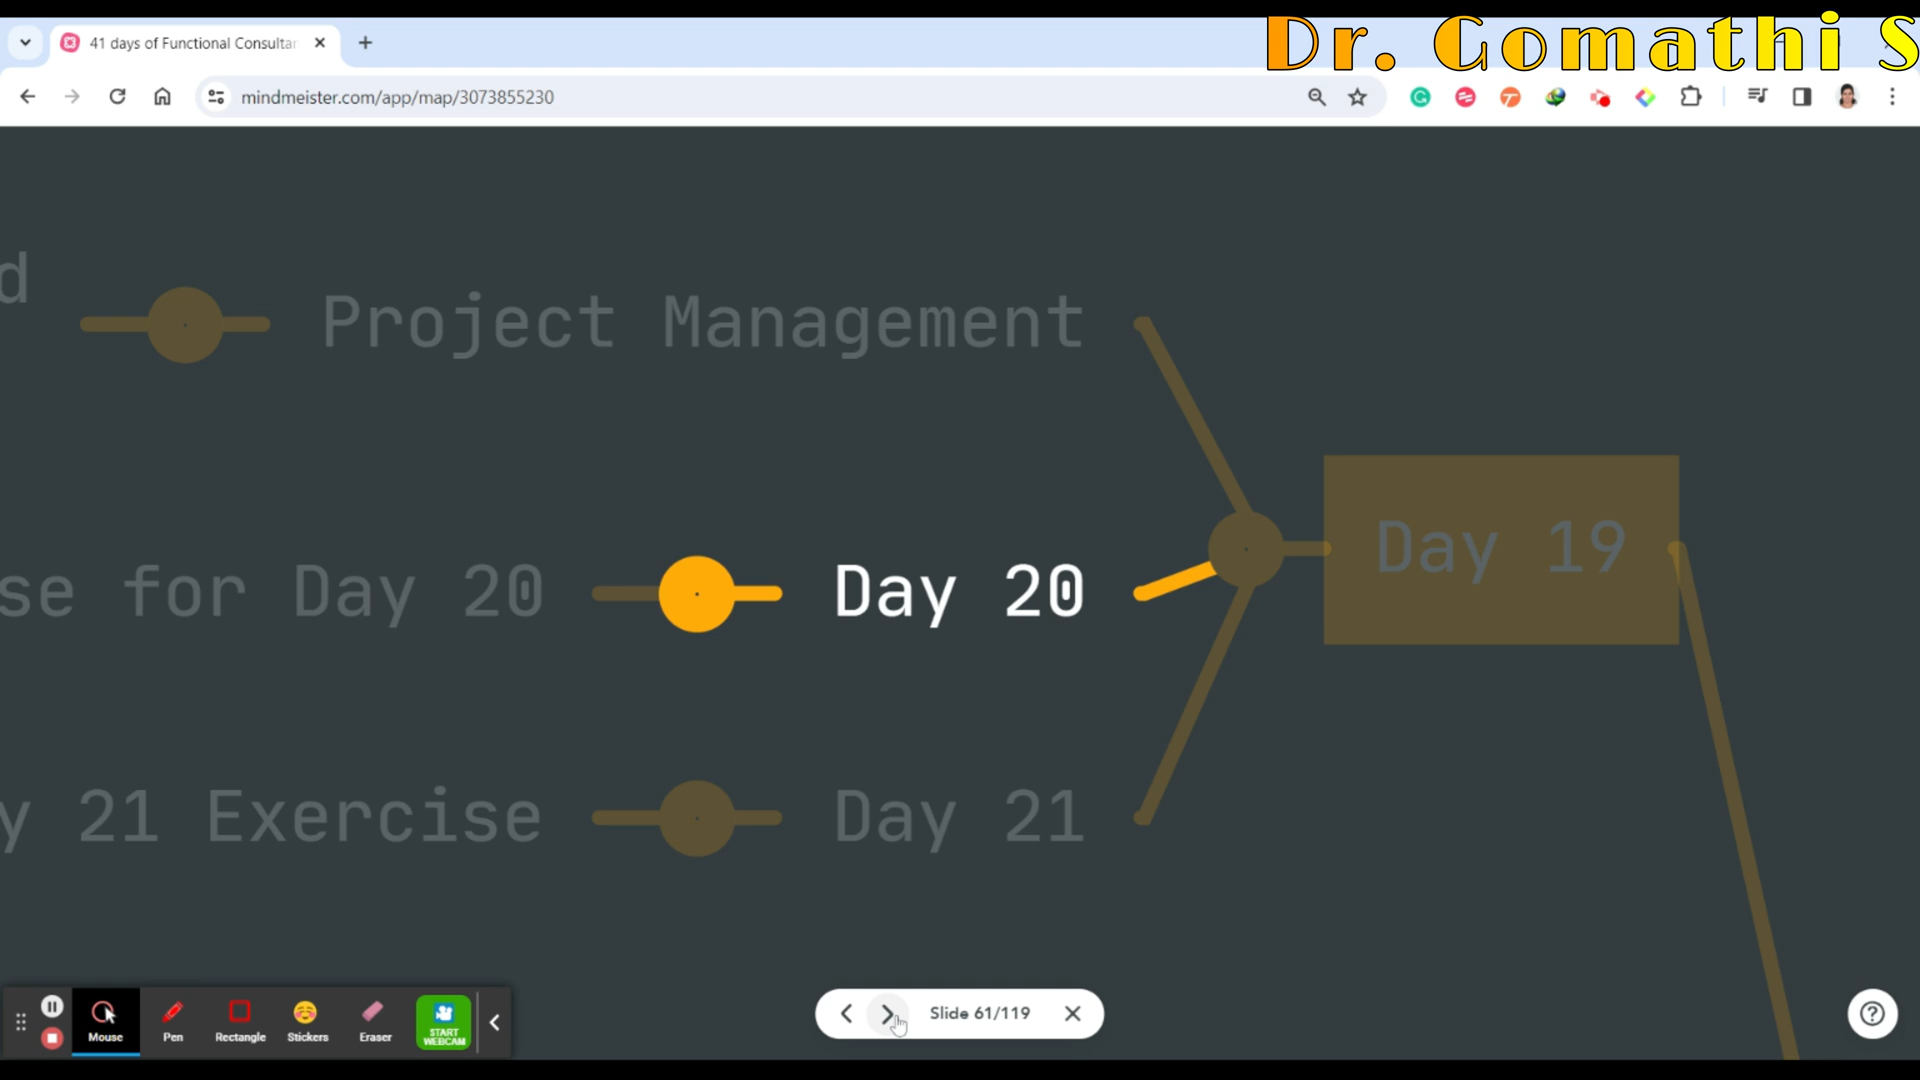 41 days of Functional Consultan
Dr. Gomathi S
mindmeister.com/app/map/3073855230
d
Project Management
Day 19
se for Day 20
Day 20
y 21 Exercise
Day 21
Mouse
Pen
Rectangle
Stickers
Eraser
START
WEBCAM
Slide 61/119